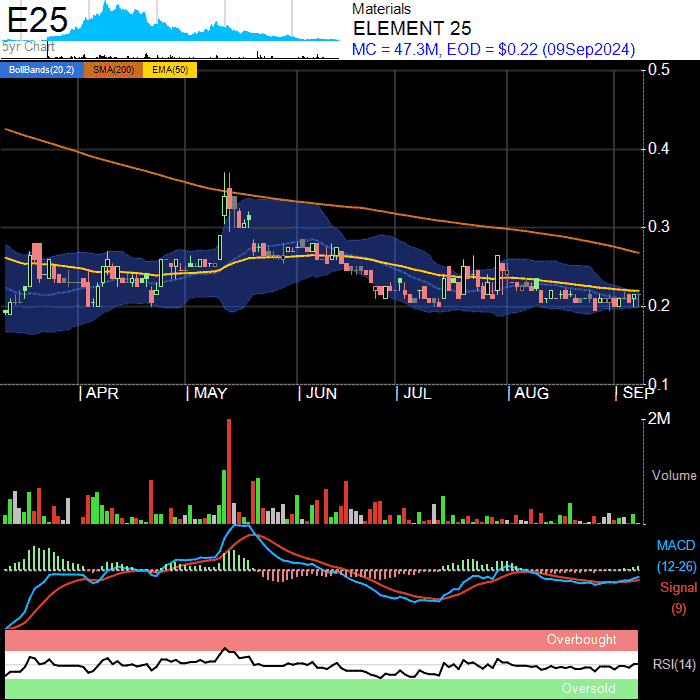 E25
5yr Chart
Materials
ELEMENT 25
MC = 47.3M, EOD = $0.22 (09Sep2024)
BollBands(20,2) SMA(200) EMA(50)
0.5
0.4
0.3
0.2
0.1
| APR | MAY | JUN | JUL | AUG | SEP
2M
Volume
MACD
(12-26)
Signal
(9)
Overbought
RSI(14)
Oversold